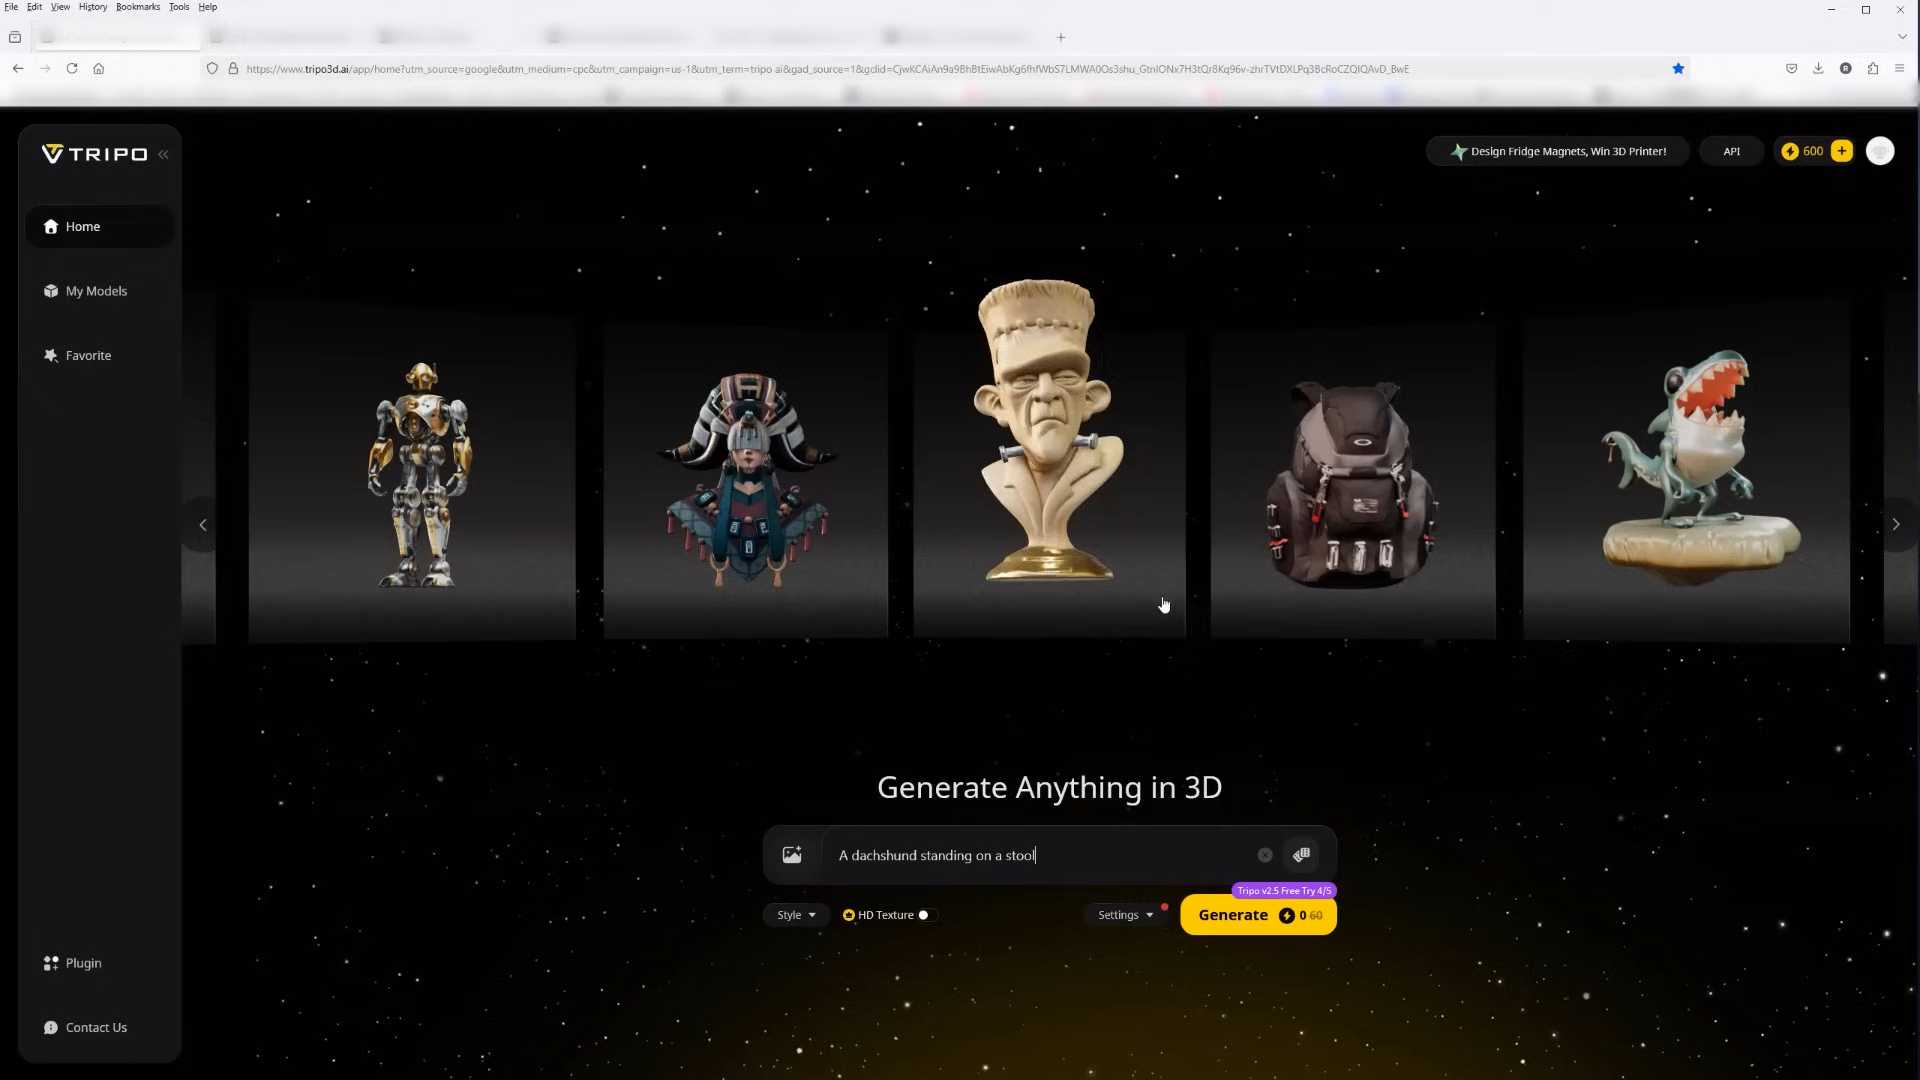 File Edit View History Bookmarks Tools Help
https://www.tripo3d.ai/app/home?utm_source=google&utm_medium=cpc&utm_campaign=us-1&utm_term=tripo ai&gad_source=1&gclid=CjwKCAiAn9a9BhBtEiwAbKg6fhfWbS7LMWA0Os3shu_GtnIONx7H3tQr8Kq96v-zhrTVtDXLPq3BcRoCZQIQAvD_BwE
TRIPO
Design Fridge Magnets, Win 3D Printer!
API
600
Home
My Models
Favorite
Generate Anything in 3D
A dachshund standing on a stool
Tripo v2.5 Free Try 4/5
Style
HD Texture
Settings
Generate 0 60
Plugin
Contact Us